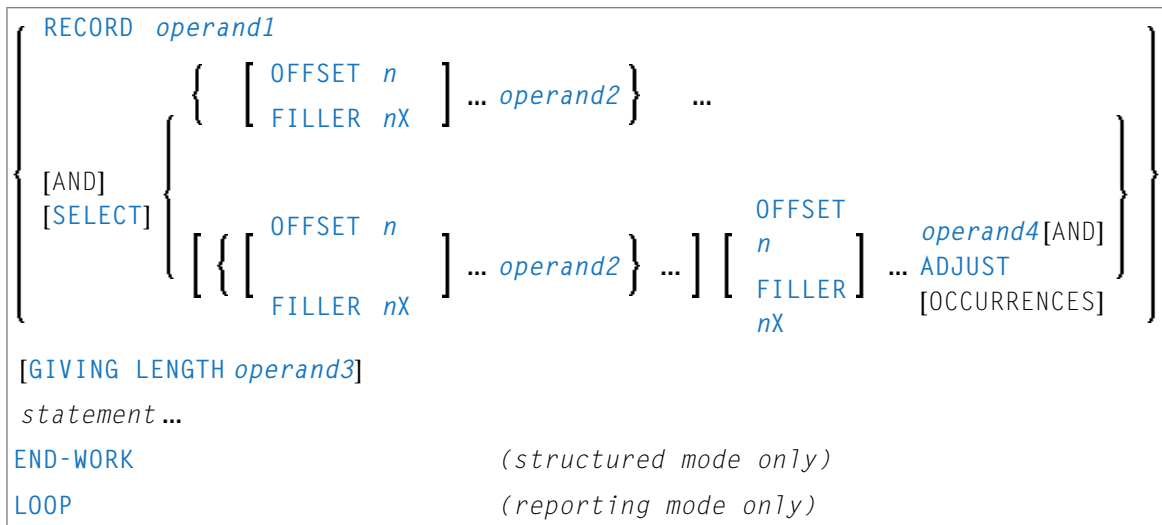 RECORD operand1
{ [ OFFSET n
FILLER nX ] ... operand2 } ...
[AND]
[SELECT]
[ { [ OFFSET n
FILLER nX ] ... operand2 } ... ] [ OFFSET
n
FILLER
nX ] ... operand4 [AND]
ADJUST
[OCCURRENCES]
[GIVING LENGTH operand3]
statement ...
END-WORK (structured mode only)
LOOP (reporting mode only)